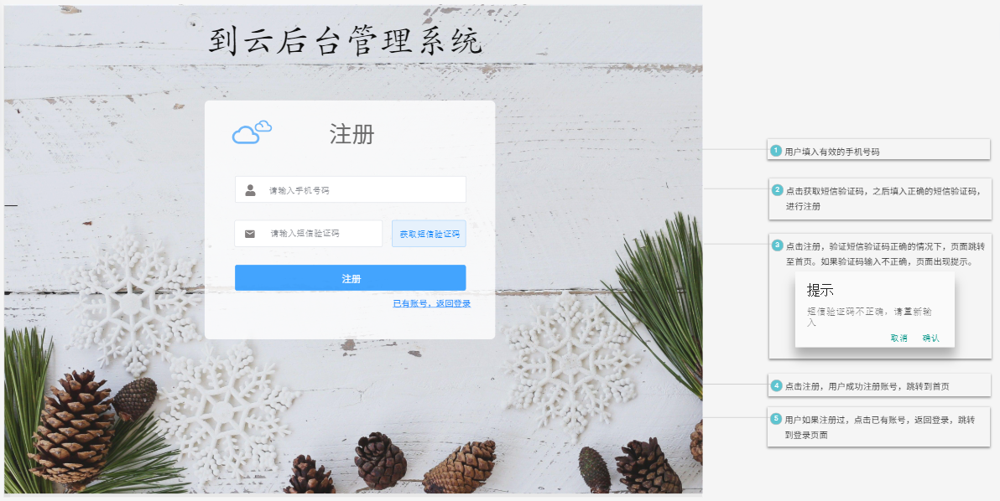 到云后台管理系统
注册
请输入手机号码
请输入短信验证码
获取短信验证码
注册
已有账号，返回登录
1 用户填入有效的手机号码
2 点击获取短信验证码，之后填入正确的短信验证码，
进行注册
3 点击注册，验证短信验证码正确的情况下，页面跳转
至首页。如果验证码输入不正确，页面出现提示。
提示
短信验证码不正确，请重新输
入
取消 确认
4 点击注册，用户成功注册账号，跳转到首页
5 用户如果注册过，点击已有账号，返回登录，跳转
到登录页面